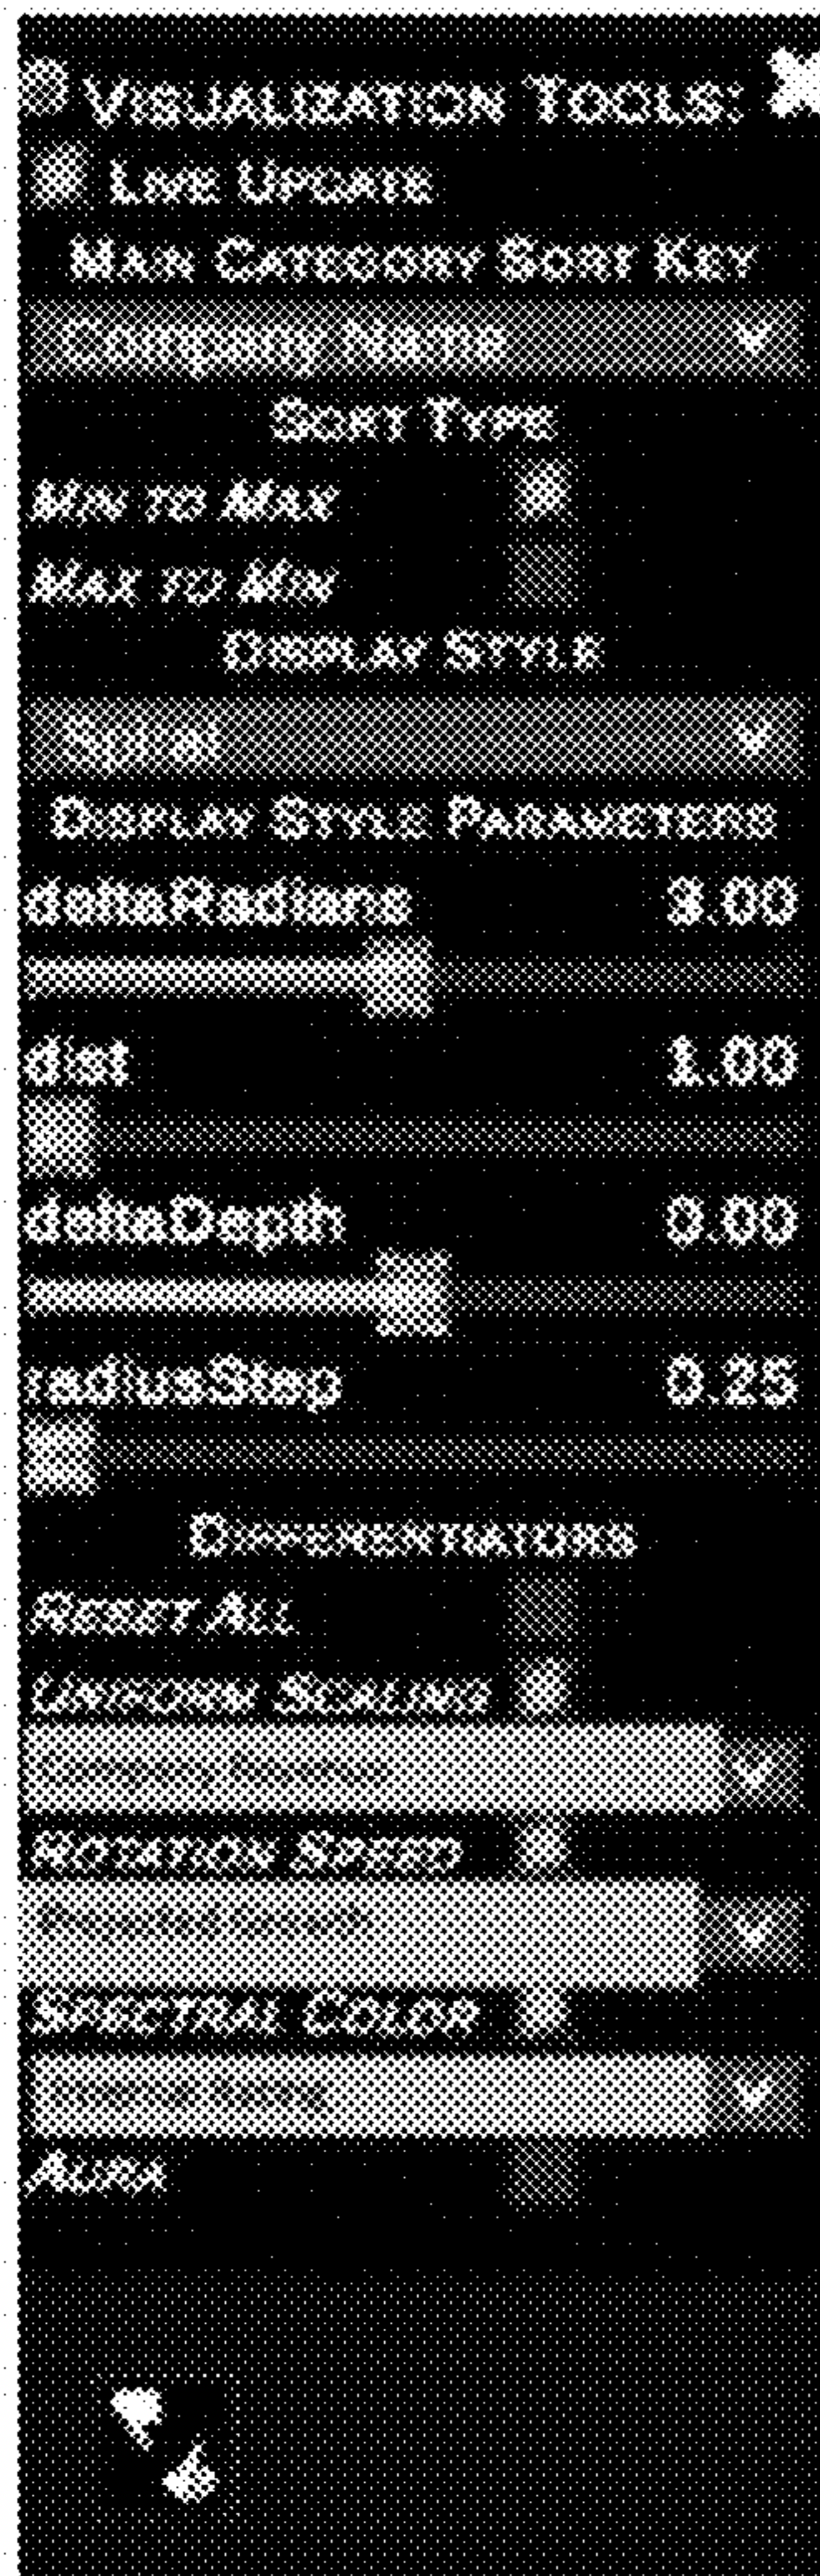 VISUALIZATION TOOLS:
LIVE UPDATE
MAIN CATEGORY SORT KEY
Company Name
SORT TYPE
MIN TO MAX
MAX TO MIN
DISPLAY STYLE
Spiral
DISPLAY STYLE PARAMETERS
deltaRadians 3.00
dist 1.00
deltaDepth 0.00
radiusStep 0.25
DIFFERENTIATORS
RESET ALL
UNIFORM SCALING
ROTATION SPEED
SPECTRAL COLOR
AURA